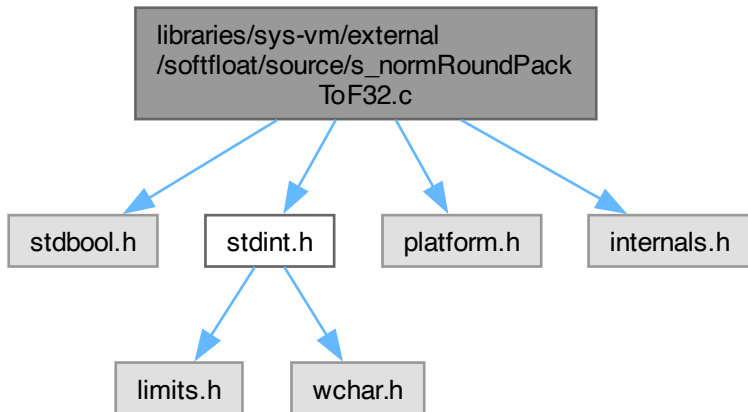 libraries/sys-vm/external
/softfloat/source/s_normRoundPack
ToF32.c
stdbool.h
stdint.h
platform.h
internals.h
limits.h
wchar.h